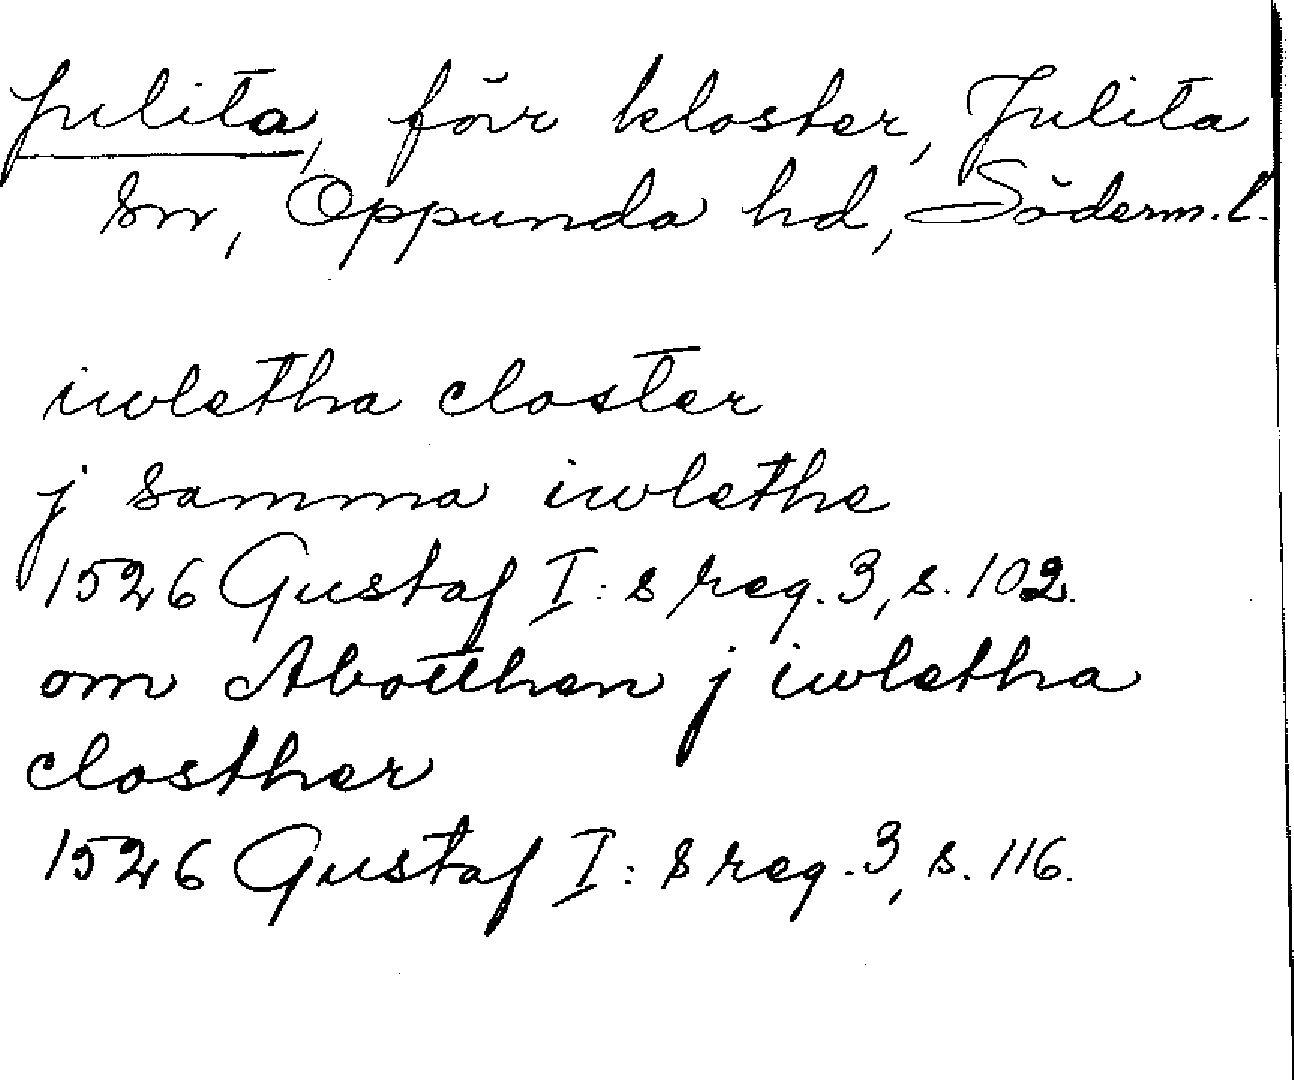 Julita, förr kloster, Julita
sn, Oppunda hd, Söderm. l.
iwletha closter
j samma iwlethe
1526 Gustaf I: s reg. 3, s. 102.
om Abotthen j iwletha
closther
1526 Gustaf I: s reg. 3, s. 116.